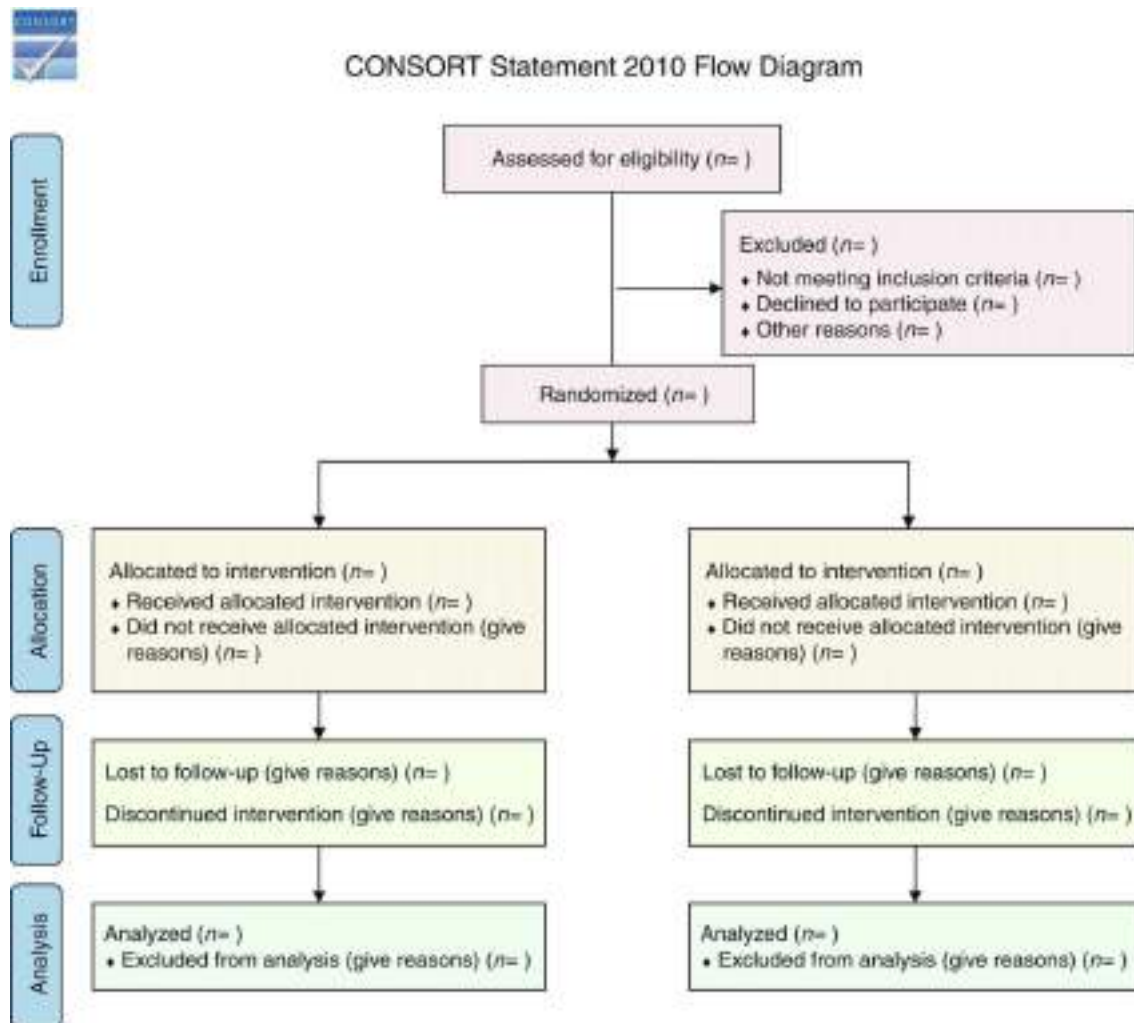 CONSORT
CONSORT Statement 2010 Flow Diagram
Enrollment
Assessed for eligibility (n= )
Excluded (n= )
♦ Not meeting inclusion criteria (n= )
♦ Declined to participate (n= )
♦ Other reasons (n= )
Randomized (n= )
Allocation
Allocated to intervention (n= )
♦ Received allocated intervention (n= )
♦ Did not receive allocated intervention (give
reasons) (n= )
Allocated to intervention (n= )
♦ Received allocated intervention (n= )
♦ Did not receive allocated intervention (give
reasons) (n= )
Follow-Up
Lost to follow-up (give reasons) (n= )
Discontinued intervention (give reasons) (n= )
Lost to follow-up (give reasons) (n= )
Discontinued intervention (give reasons) (n= )
Analysis
Analyzed (n= )
♦ Excluded from analysis (give reasons) (n= )
Analyzed (n= )
♦ Excluded from analysis (give reasons) (n= )